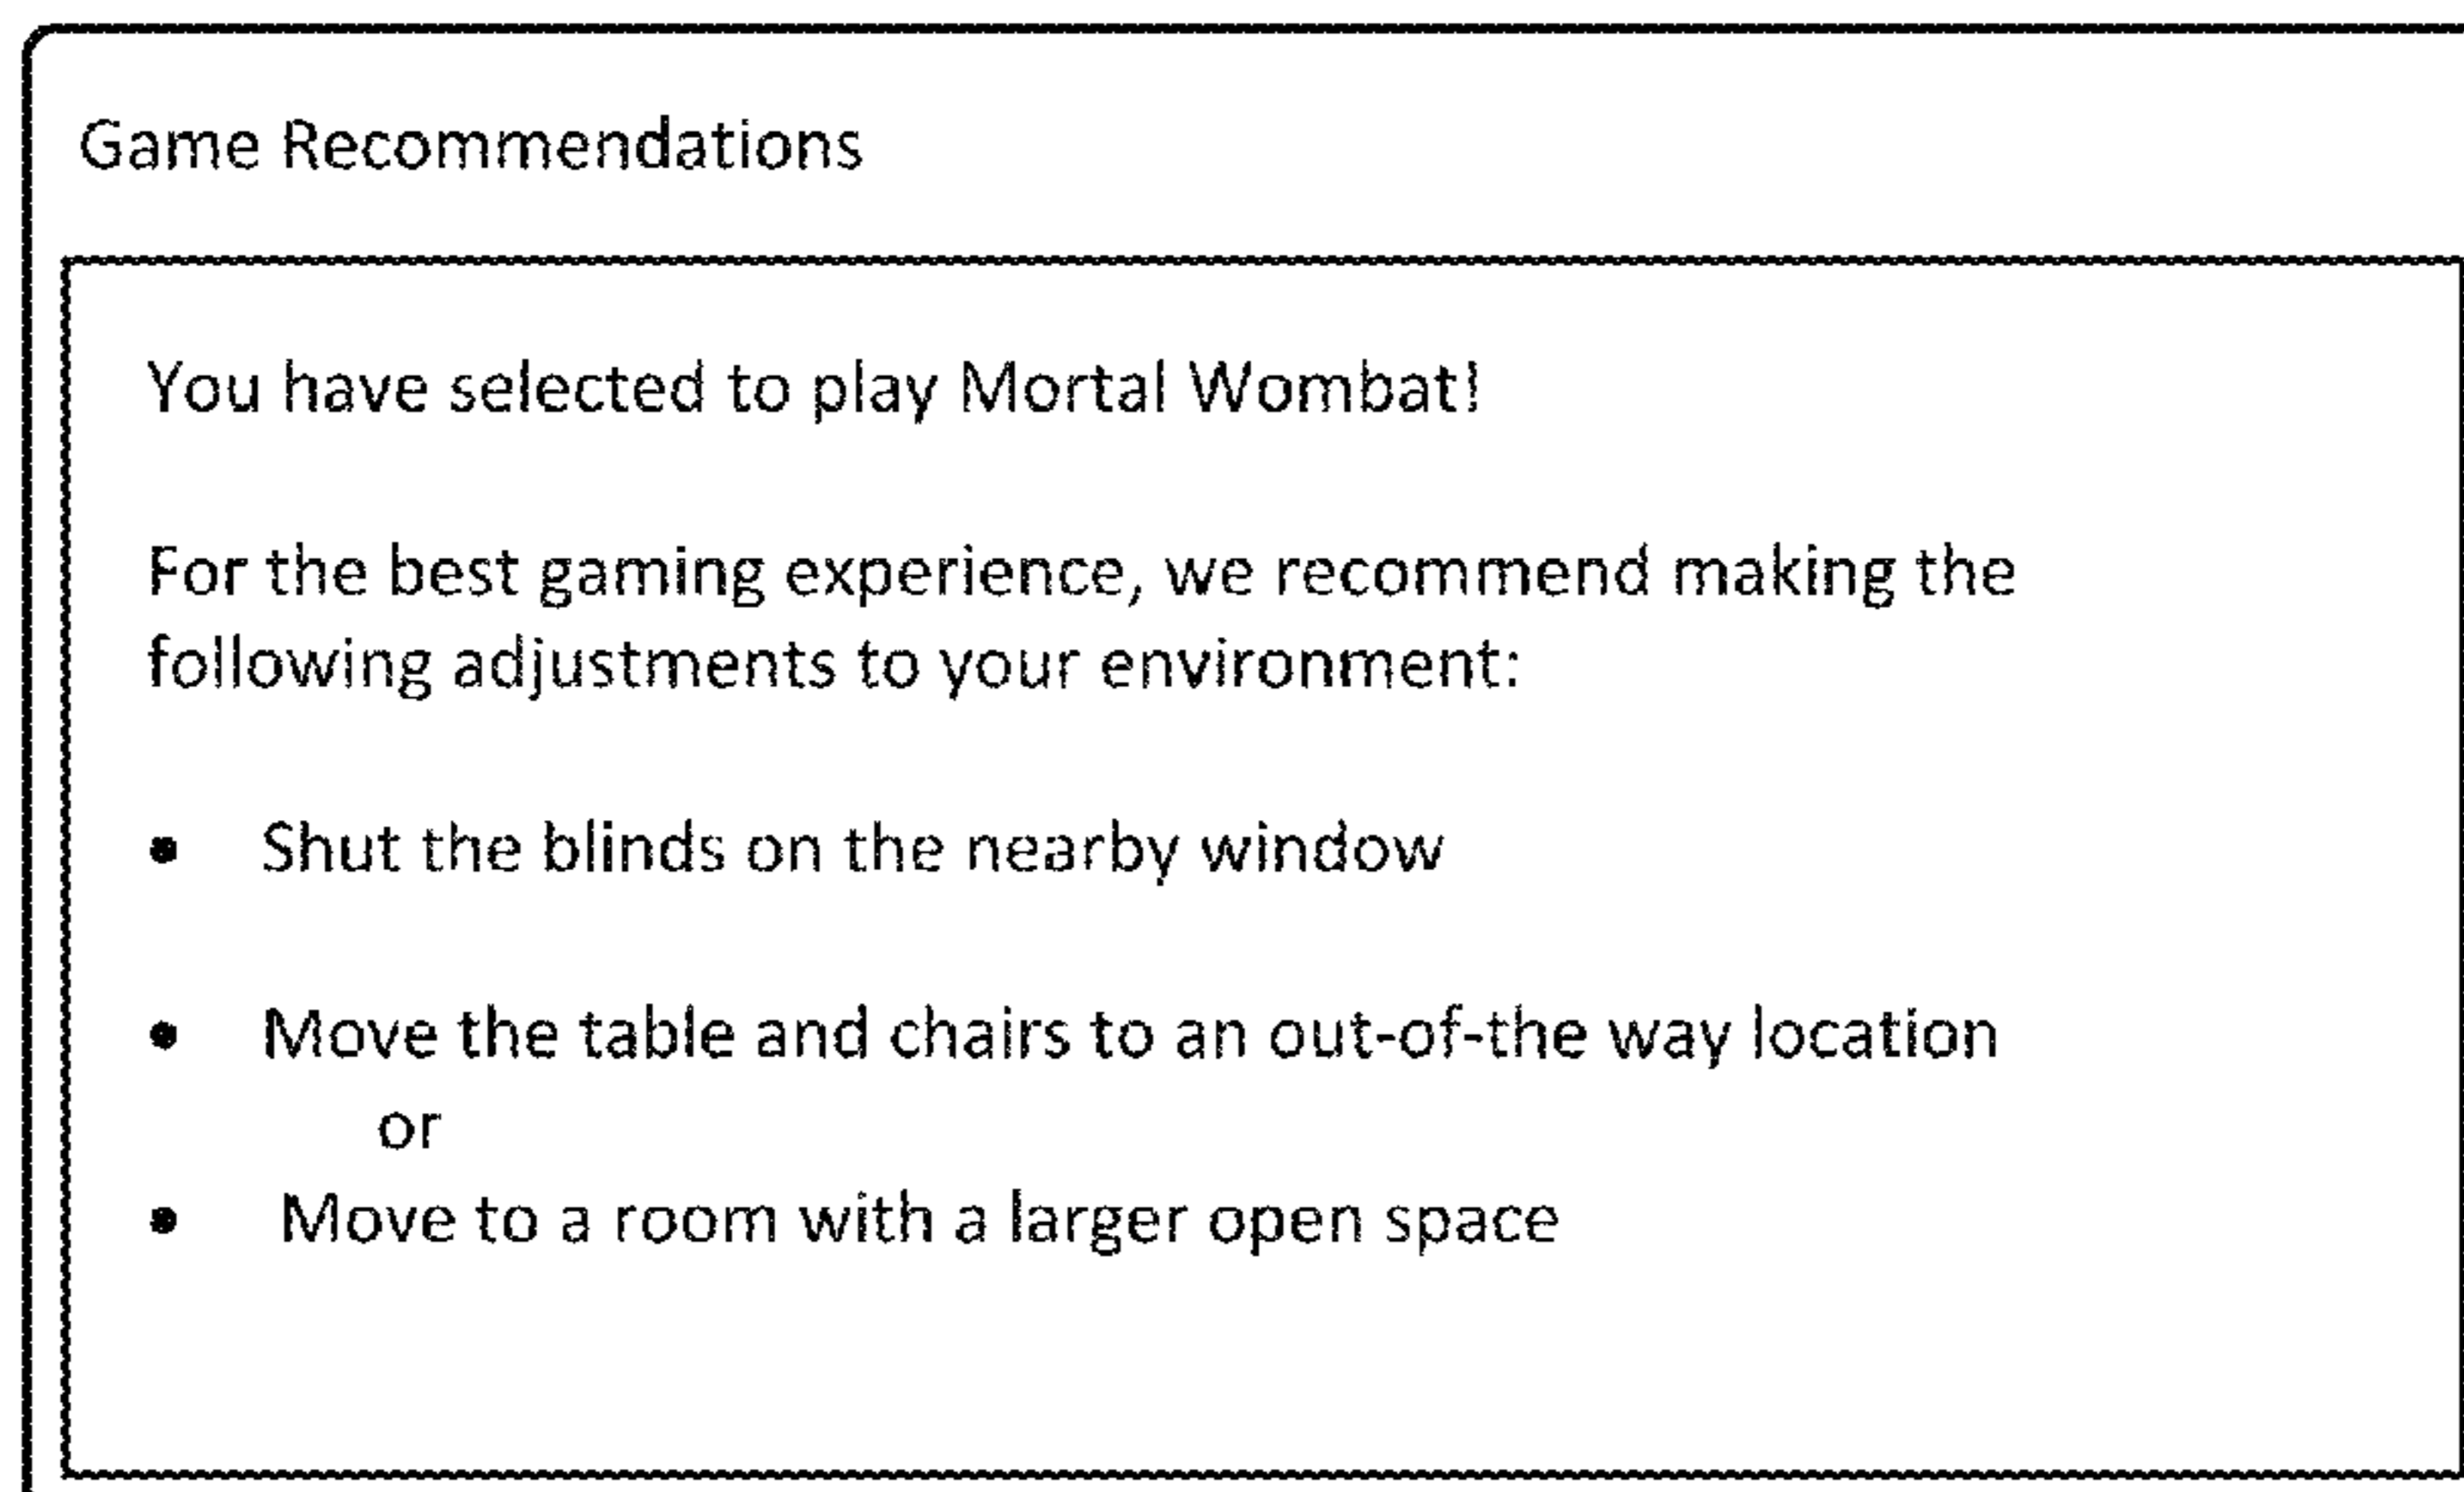 Game Recommendations
You have selected to play Mortal Wombat!
For the best gaming experience, we recommend making the
following adjustments to your environment:
• Shut the blinds on the nearby window
• Move the table and chairs to an out-of-the way location
or
• Move to a room with a larger open space